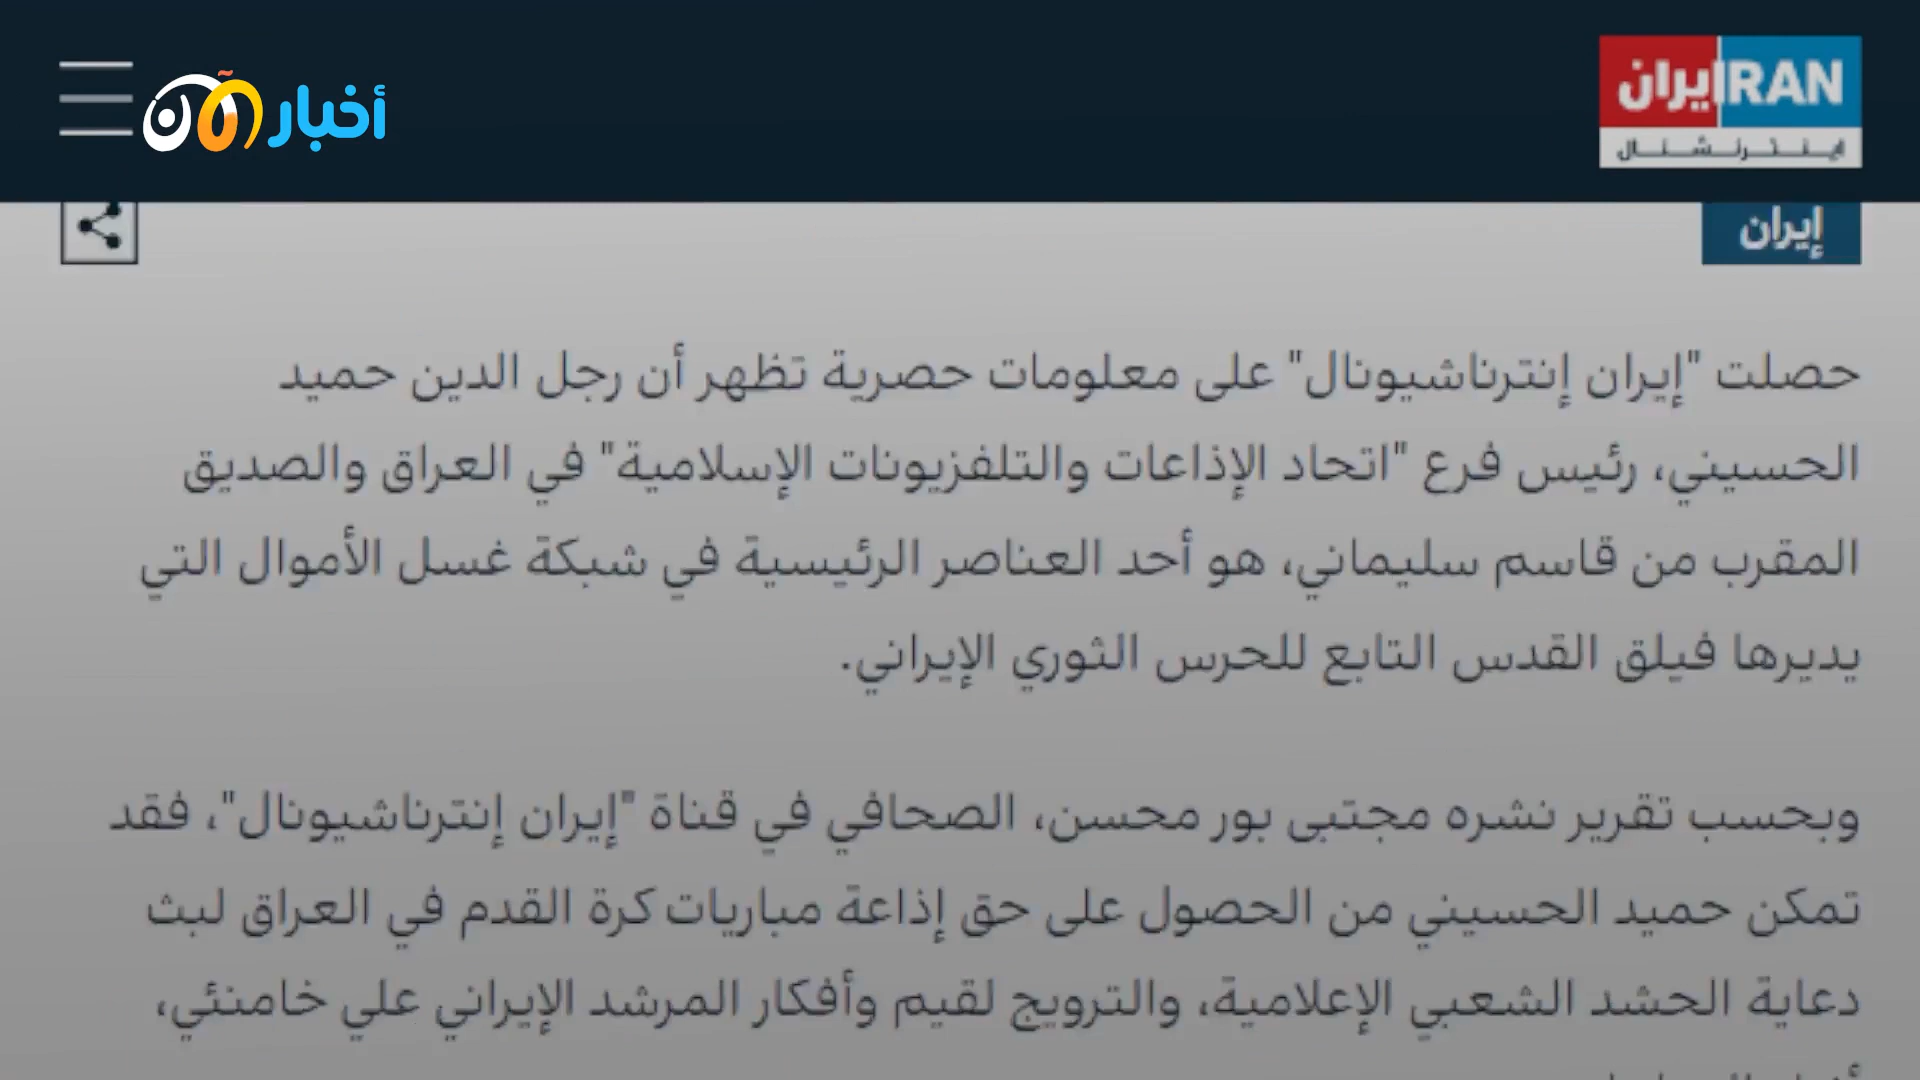 أخبار الآن
ایران IRAN
اینترنشنال
إيران
حصلت "إيران إنترناشيونال" على معلومات حصرية تظهر أن رجل الدين حميد
الحسيني، رئيس فرع "اتحاد الإذاعات والتلفزيونات الإسلامية" في العراق والصديق
المقرب من قاسم سليماني، هو أحد العناصر الرئيسية في شبكة غسل الأموال التي
يديرها فيلق القدس التابع للحرس الثوري الإيراني.
وبحسب تقرير نشره مجتبى بور محسن، الصحافي في قناة "إيران إنترناشيونال"، فقد
تمكن حميد الحسيني من الحصول على حق إذاعة مباريات كرة القدم في العراق لبث
دعاية الحشد الشعبي الإعلامية، والترويج لقيم وأفكار المرشد الإيراني علي خامنئي،